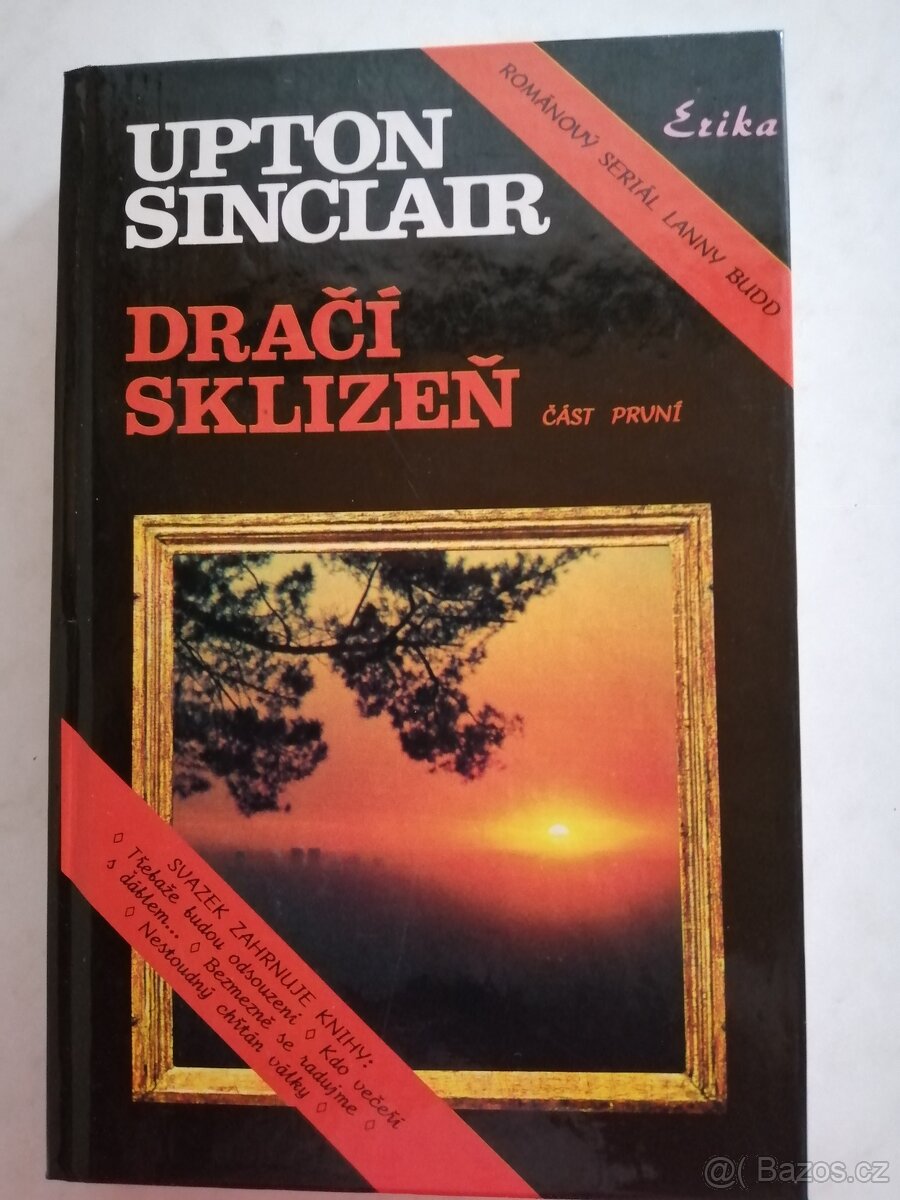 UPTON
SINCLAIR
ROMÁNOVÝ SERIÁL LANNY BUDD
Erika
DRAČÍ
SKLIZEŇ
ČÁST PRVNÍ
SVAZEK ZAHRNUJE KNIHY:
◊ Třebaže budou odsouzeni ◊ Kdo večeří
s ďáblem... ◊ Bezmezně se radujme ◊
◊ Nestoudný chřtán války ◊
@( Bazos.cz